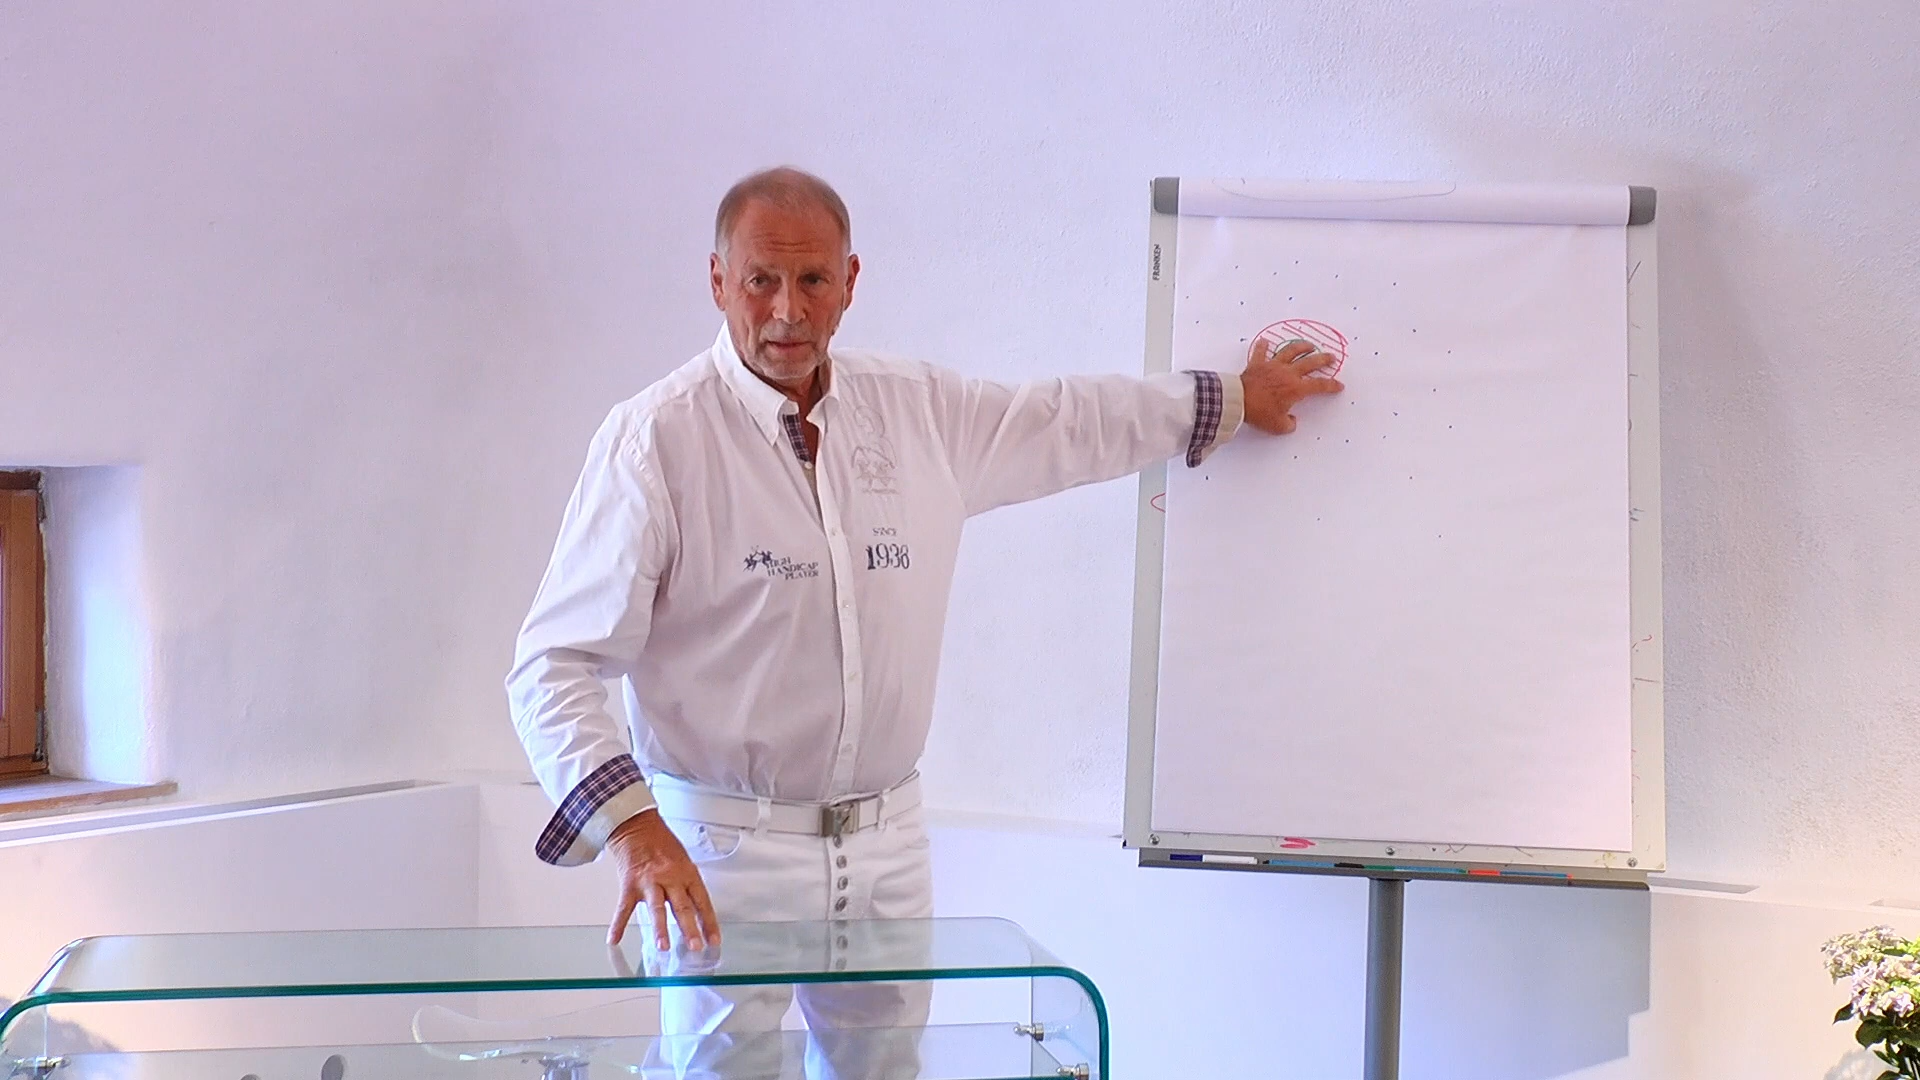 FRANKEN
SINCE
1938
HIGH
HANDICAP
PLAYER